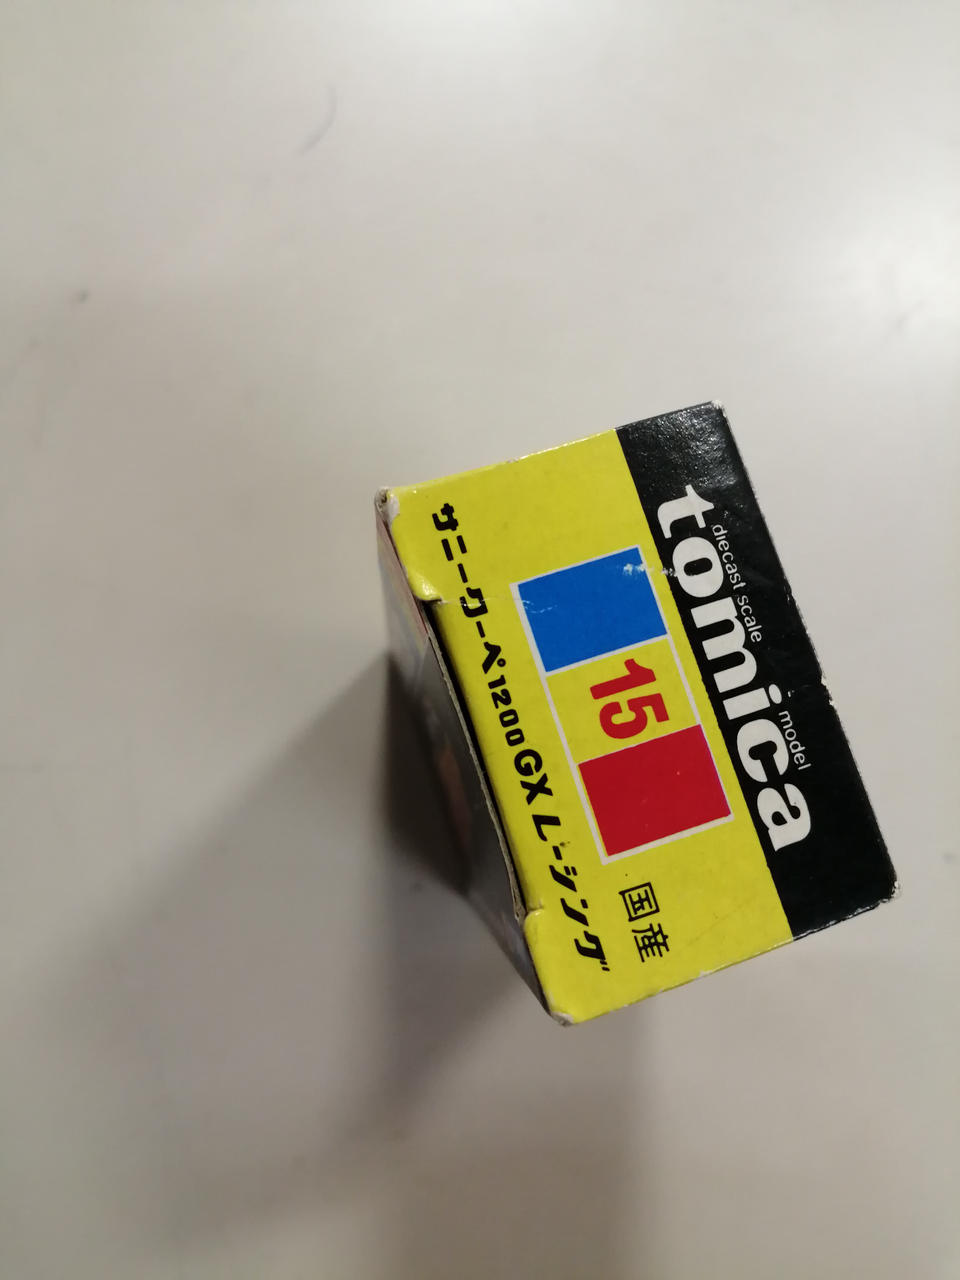 diecast scale model
tomica
15
国産
サニークーペ1200GXレーシング